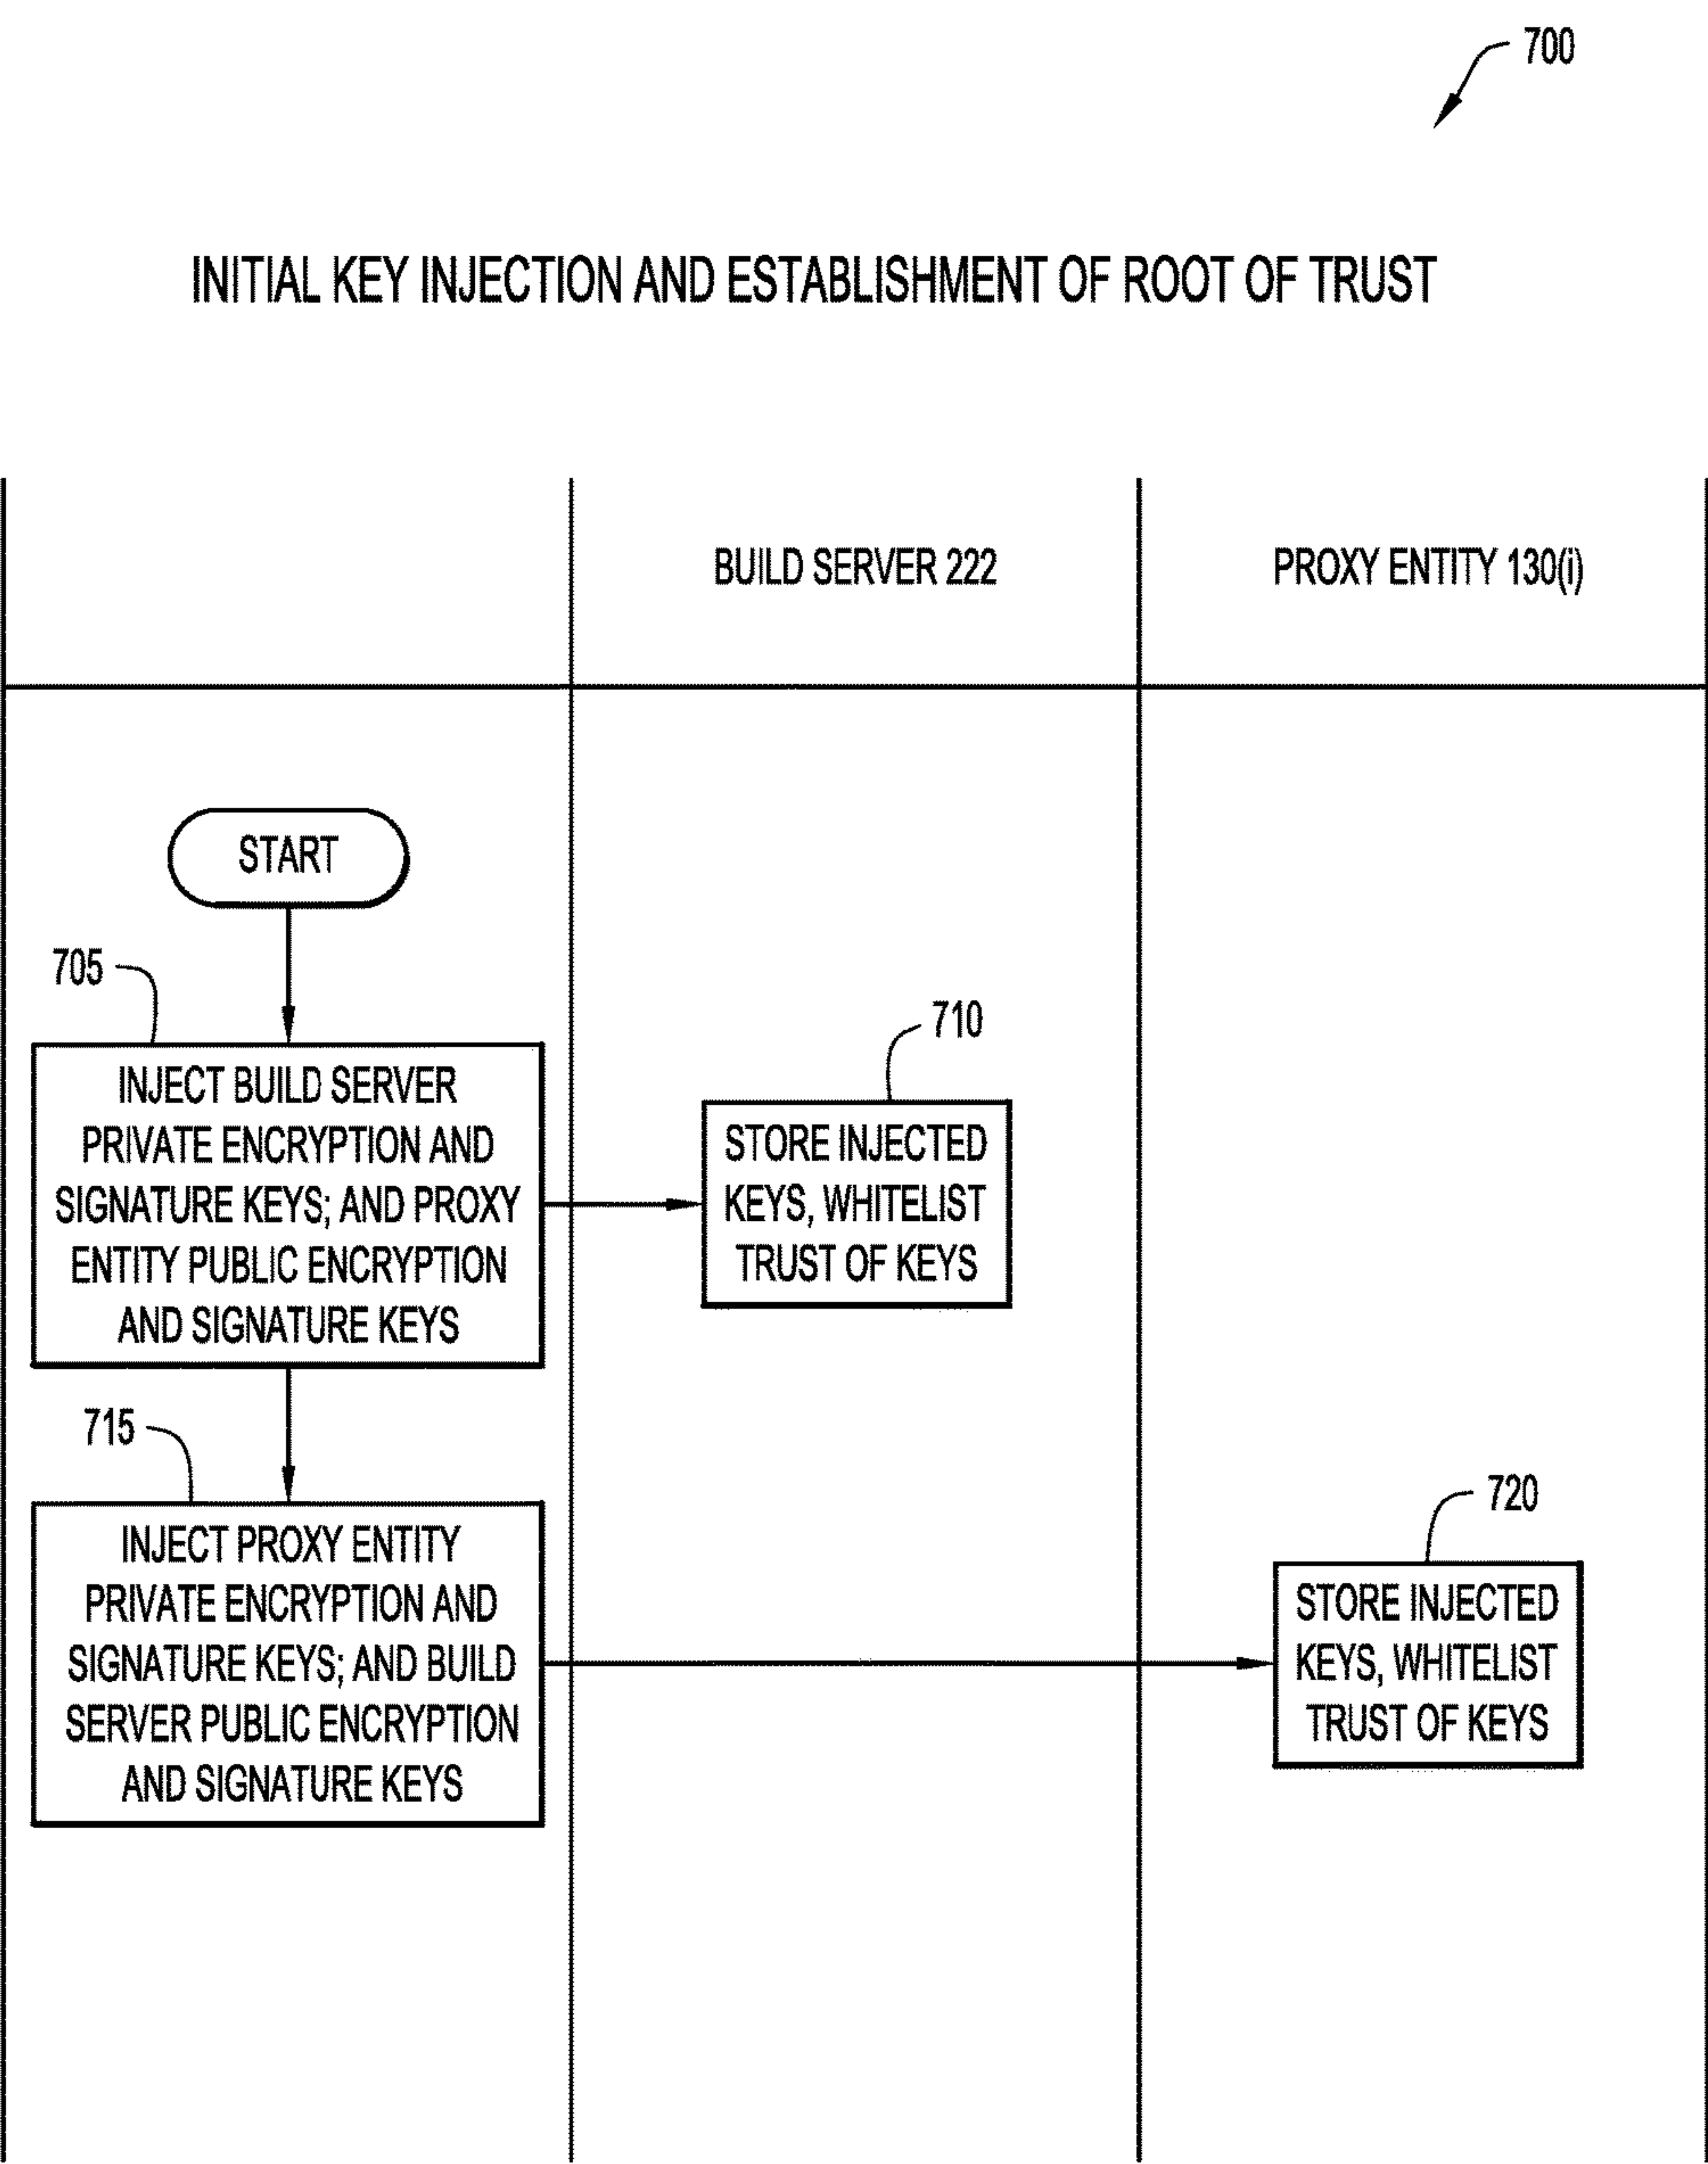 700
INITIAL KEY INJECTION AND ESTABLISHMENT OF ROOT OF TRUST
BUILD SERVER 222
PROXY ENTITY 130(i)
START
705
INJECT BUILD SERVER
PRIVATE ENCRYPTION AND
SIGNATURE KEYS; AND PROXY
ENTITY PUBLIC ENCRYPTION
AND SIGNATURE KEYS
710
STORE INJECTED
KEYS, WHITELIST
TRUST OF KEYS
715
INJECT PROXY ENTITY
PRIVATE ENCRYPTION AND
SIGNATURE KEYS; AND BUILD
SERVER PUBLIC ENCRYPTION
AND SIGNATURE KEYS
720
STORE INJECTED
KEYS, WHITELIST
TRUST OF KEYS